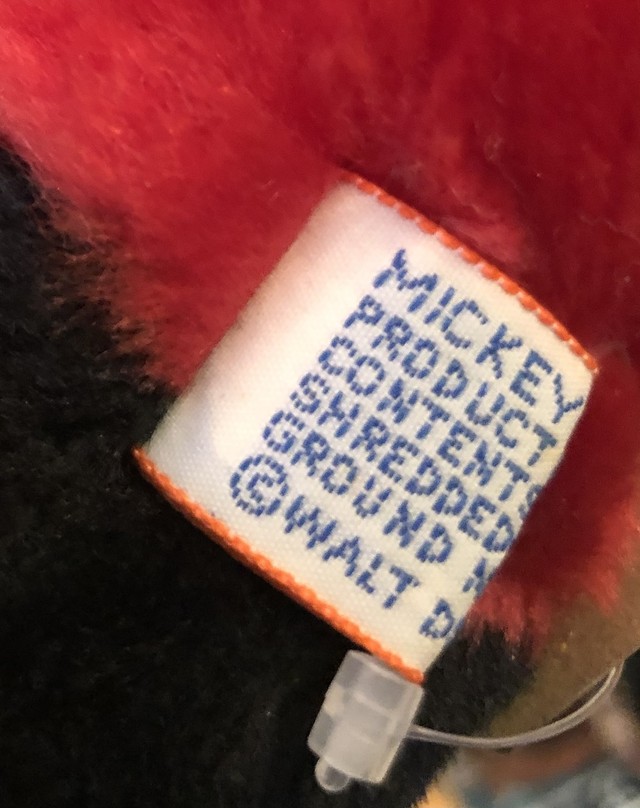 MICKEY
PRODUCT
CONTENTS
SHREDDED
GROUND
©WALT D